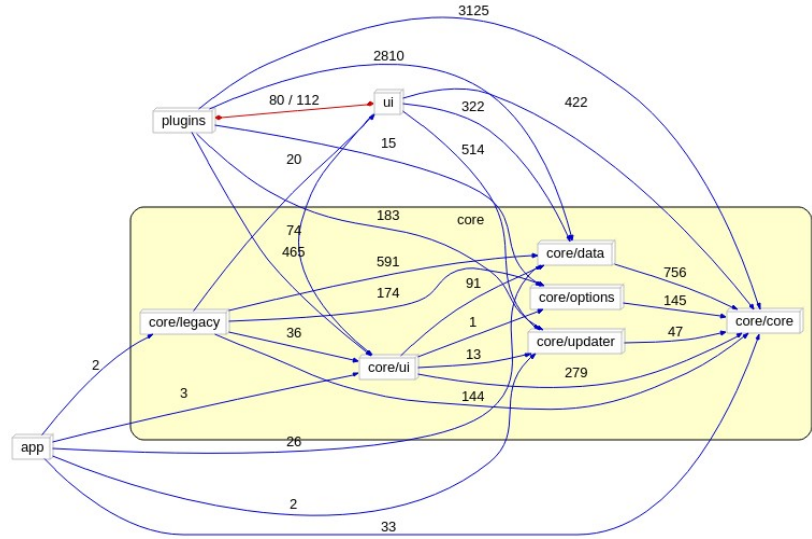 3125
2810
80 / 112
ui
322
422
plugins
15
514
20
183
core
74
465
591
core/data
91
756
174
core/options
145
core/legacy
1
core/core
36
core/updater
47
13
2
core/ui
279
3
144
app
26
2
33